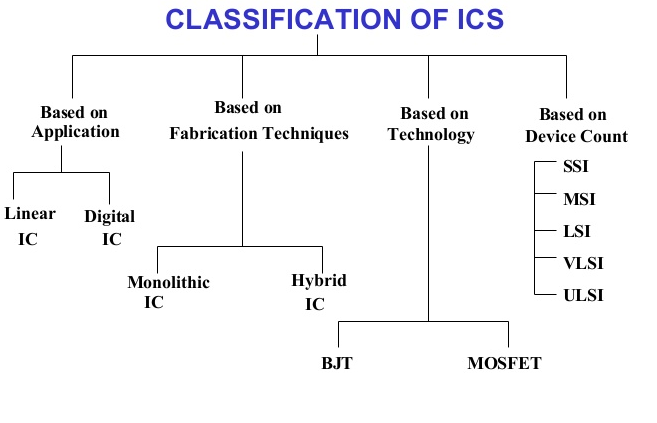 CLASSIFICATION OF ICS
Based on
Application
Based on
Fabrication Techniques
Based on
Technology
Based on
Device Count
Linear
IC
Digital
IC
Monolithic
IC
Hybrid
IC
BJT
MOSFET
SSI
MSI
LSI
VLSI
ULSI